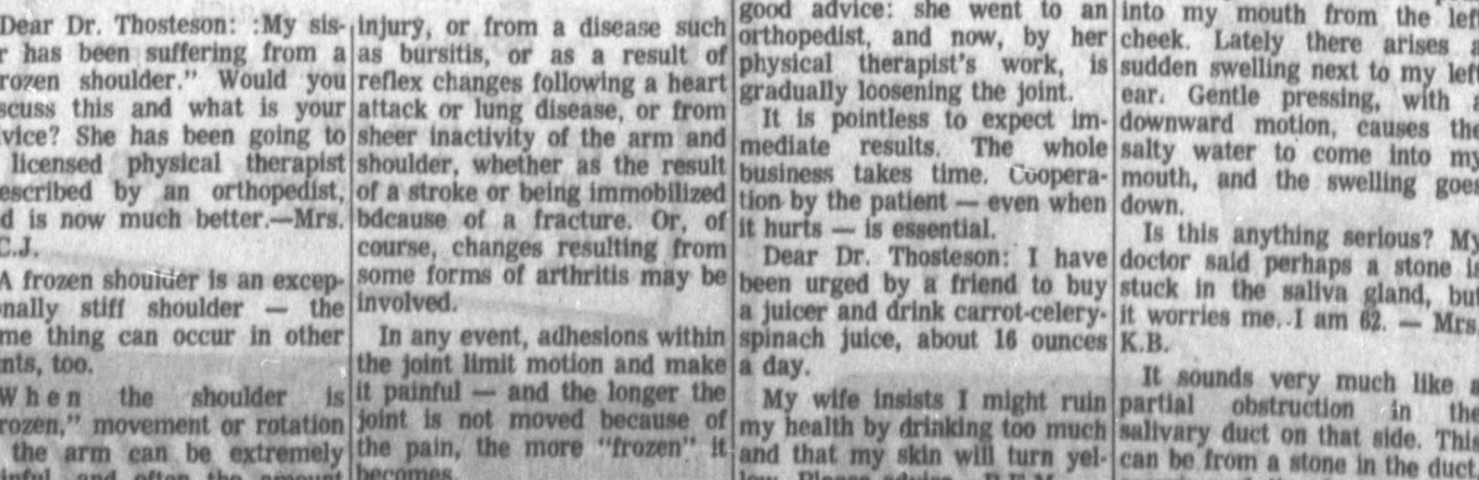 Dear Dr. Thosteson: :My sis-
r has been suffering from a
rozen shoulder." Would you
scuss this and what is your
vice? She has been going to
licensed physical therapist
escribed by an orthopedist,
d is now much better.—Mrs.
C.J.
A frozen shoulder is an excep-
nally stiff shoulder — the
me thing can occur in other
nts, too.
When the shoulder is
rozen," movement or rotation
the arm can be extremely
inful, and often the amount
injury, or from a disease such
as bursitis, or as a result of
reflex changes following a heart
attack or lung disease, or from
sheer inactivity of the arm and
shoulder, whether as the result
of a stroke or being immobilized
bdcause of a fracture. Or, of
course, changes resulting from
some forms of arthritis may be
involved.
In any event, adhesions within
the joint limit motion and make
it painful — and the longer the
joint is not moved because of
the pain, the more "frozen" it
becomes.
good advice: she went to an
orthopedist, and now, by her
physical therapist's work, is
gradually loosening the joint.
It is pointless to expect im-
mediate results. The whole
business takes time. Coopera-
tion by the patient — even when
it hurts — is essential.
Dear Dr. Thosteson: I have
been urged by a friend to buy
a juicer and drink carrot-celery-
spinach juice, about 16 ounces
a day.
My wife insists I might ruin
my health by drinking too much
and that my skin will turn yel-
low. Please advise.
into my mouth from the left
cheek. Lately there arises a
sudden swelling next to my left
ear. Gentle pressing, with a
downward motion, causes the
salty water to come into my
mouth, and the swelling goes
down.
Is this anything serious? My
doctor said perhaps a stone is
stuck in the saliva gland, but
it worries me. I am 62. — Mrs.
K.B.
It sounds very much like a
partial obstruction in the
salivary duct on that side. This
can be from a stone in the duct,